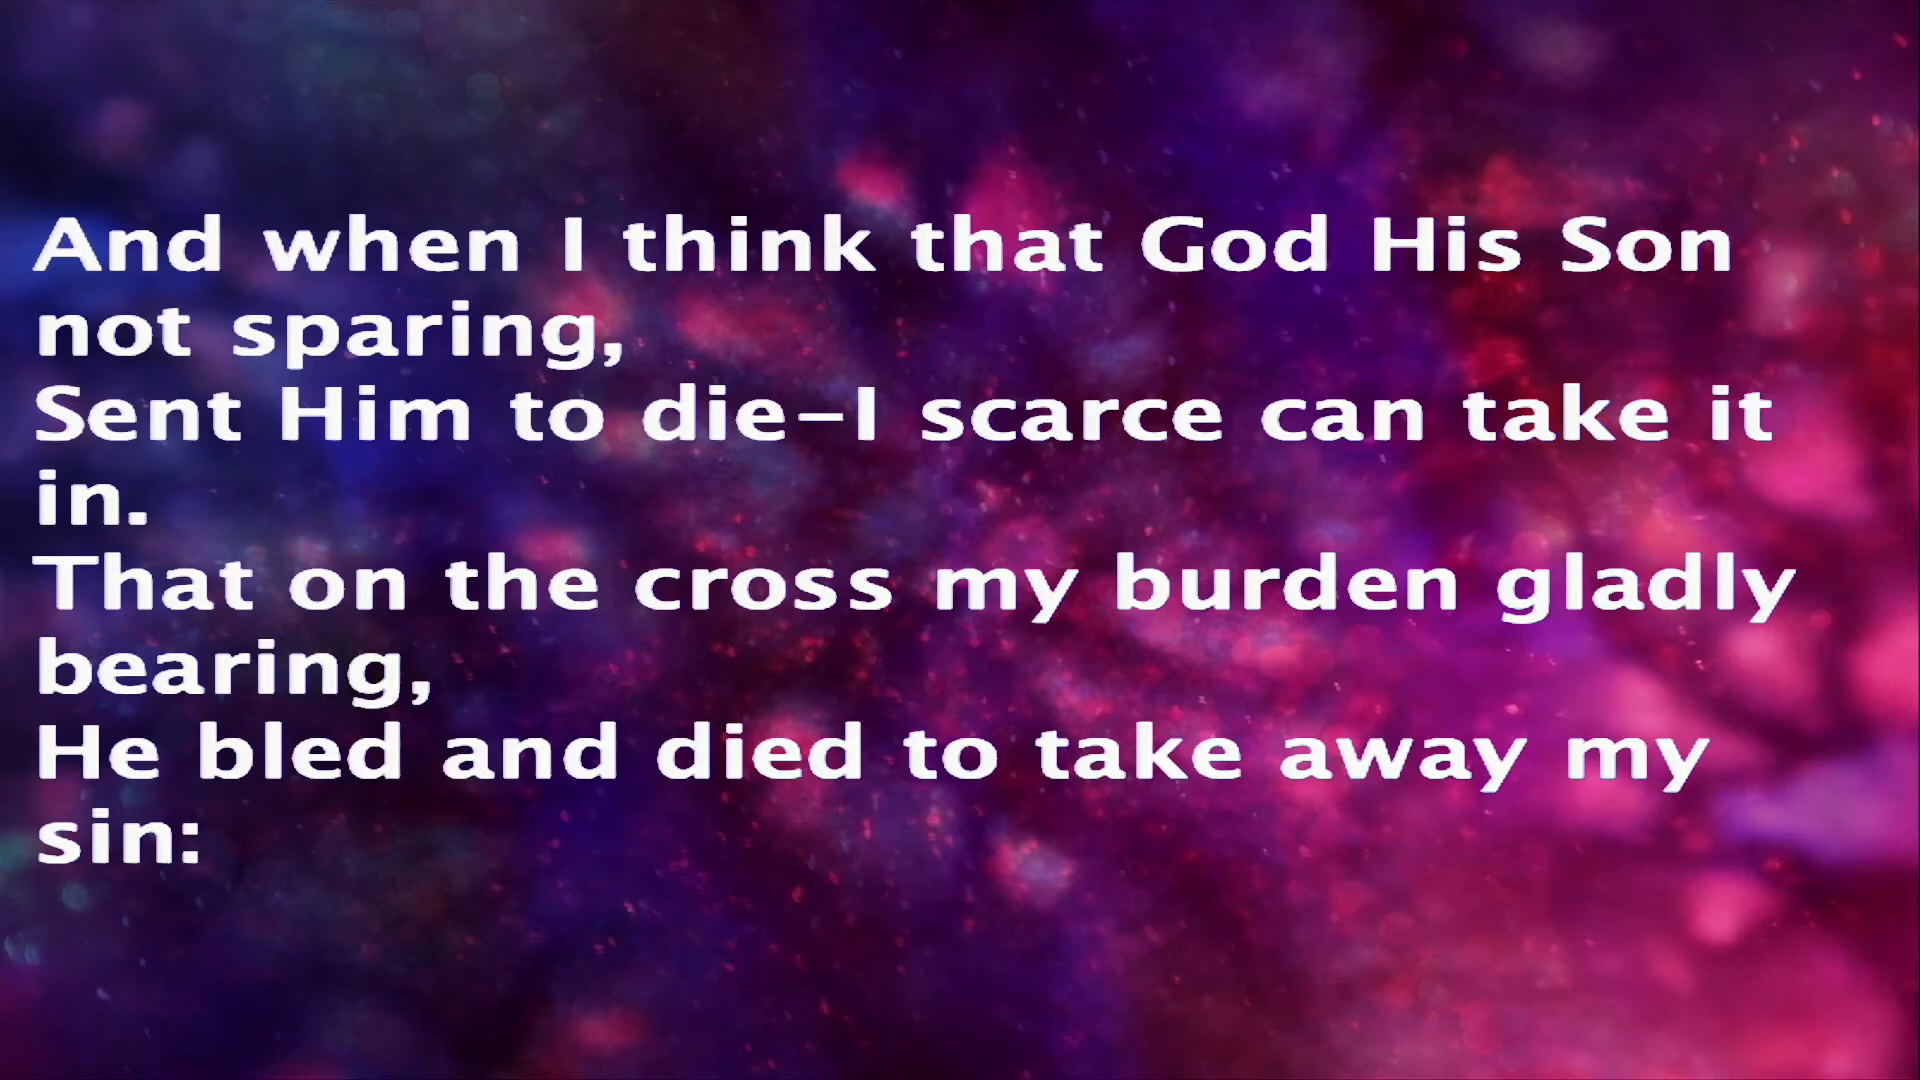 And when I think that God His Son
not sparing,
Sent Him to die–I scarce can take it
in.
That on the cross my burden gladly
bearing,
He bled and died to take away my
sin: